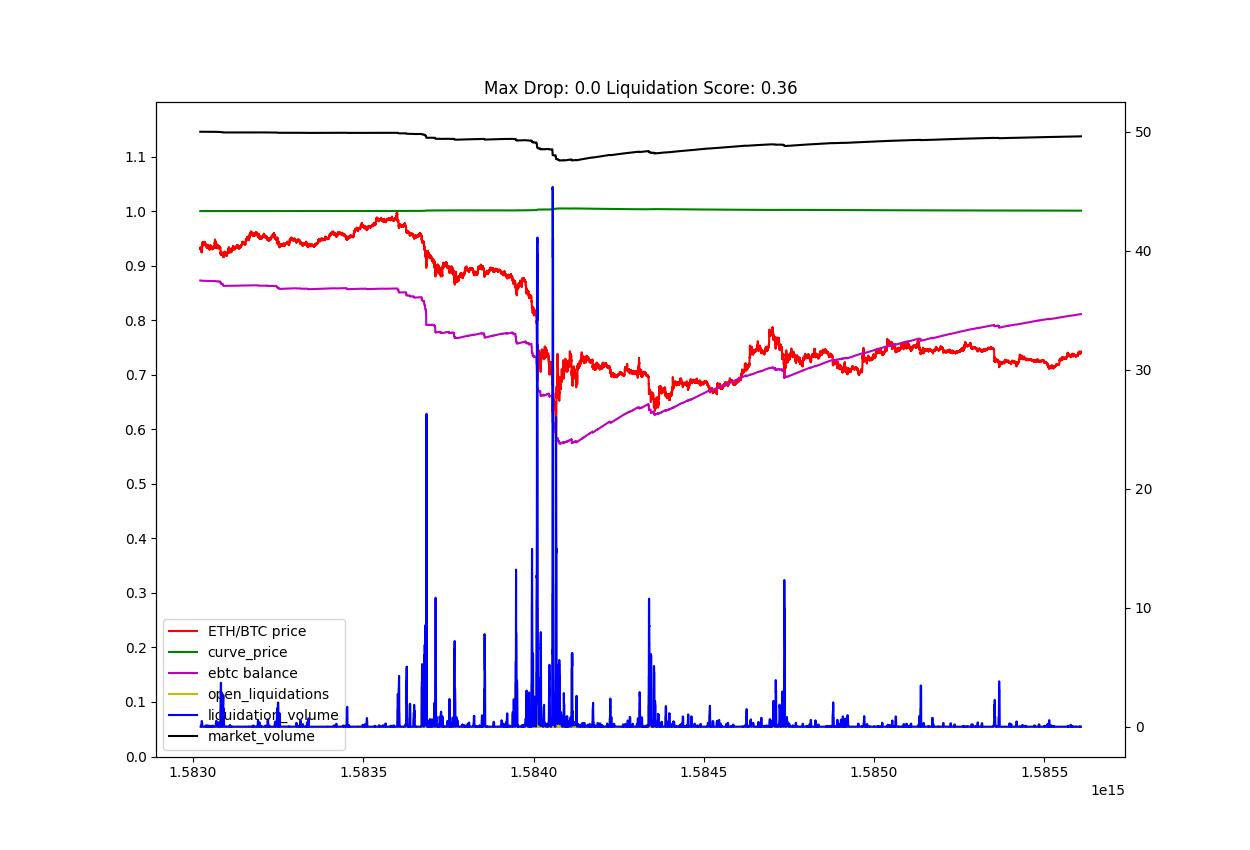 Max Drop: 0.0 Liquidation Score: 0.36
1.1
1.0
0.9
0.8
0.7
0.6
0.5
0.4
0.3
0.2
0.1
0.0
50
40
30
20
10
0
ETH/BTC price
curve_price
ebtc balance
open_liquidations
liquidation_volume
market_volume
1.5830 1.5835 1.5840 1.5845 1.5850 1.5855
1e15